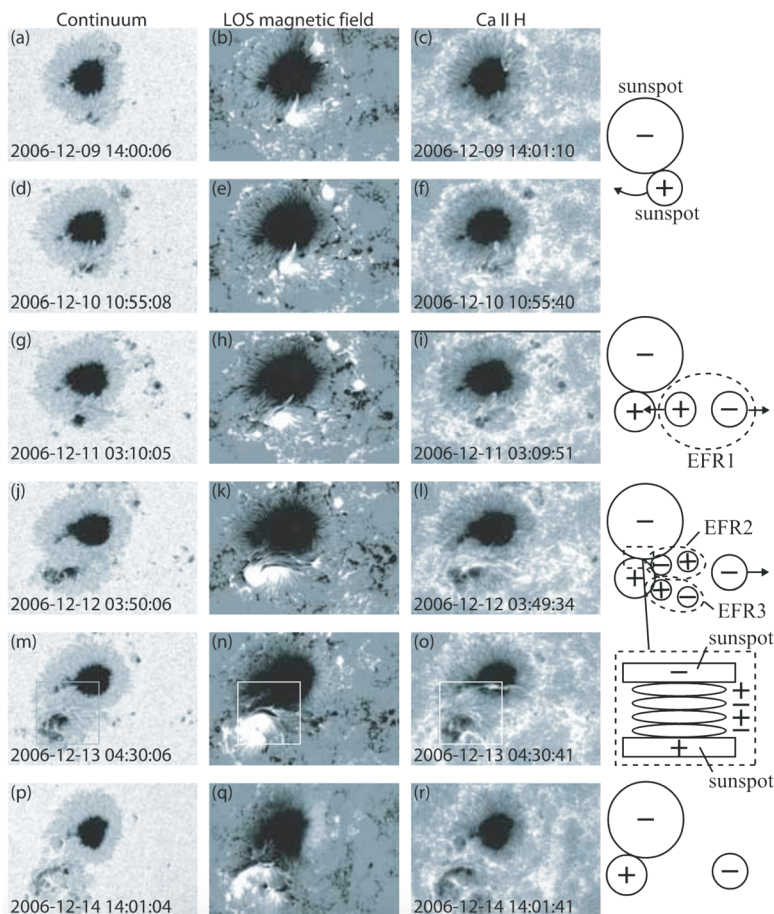 Continuum
LOS magnetic field
Ca II H
(a)
(b)
(c)
2006-12-09 14:00:06
2006-12-09 14:01:10
sunspot
−
+
sunspot
(d)
(e)
(f)
2006-12-10 10:55:08
2006-12-10 10:55:40
(g)
(h)
(i)
2006-12-11 03:10:05
2006-12-11 03:09:51
−
+ + −
EFR1
(j)
(k)
(l)
2006-12-12 03:50:06
2006-12-12 03:49:34
−
EFR2
+ − + −
+ −
EFR3
(m)
(n)
(o)
2006-12-13 04:30:06
2006-12-13 04:30:41
sunspot
−
+
−
+
−
+
sunspot
(p)
(q)
(r)
2006-12-14 14:01:04
2006-12-14 14:01:41
−
+ −